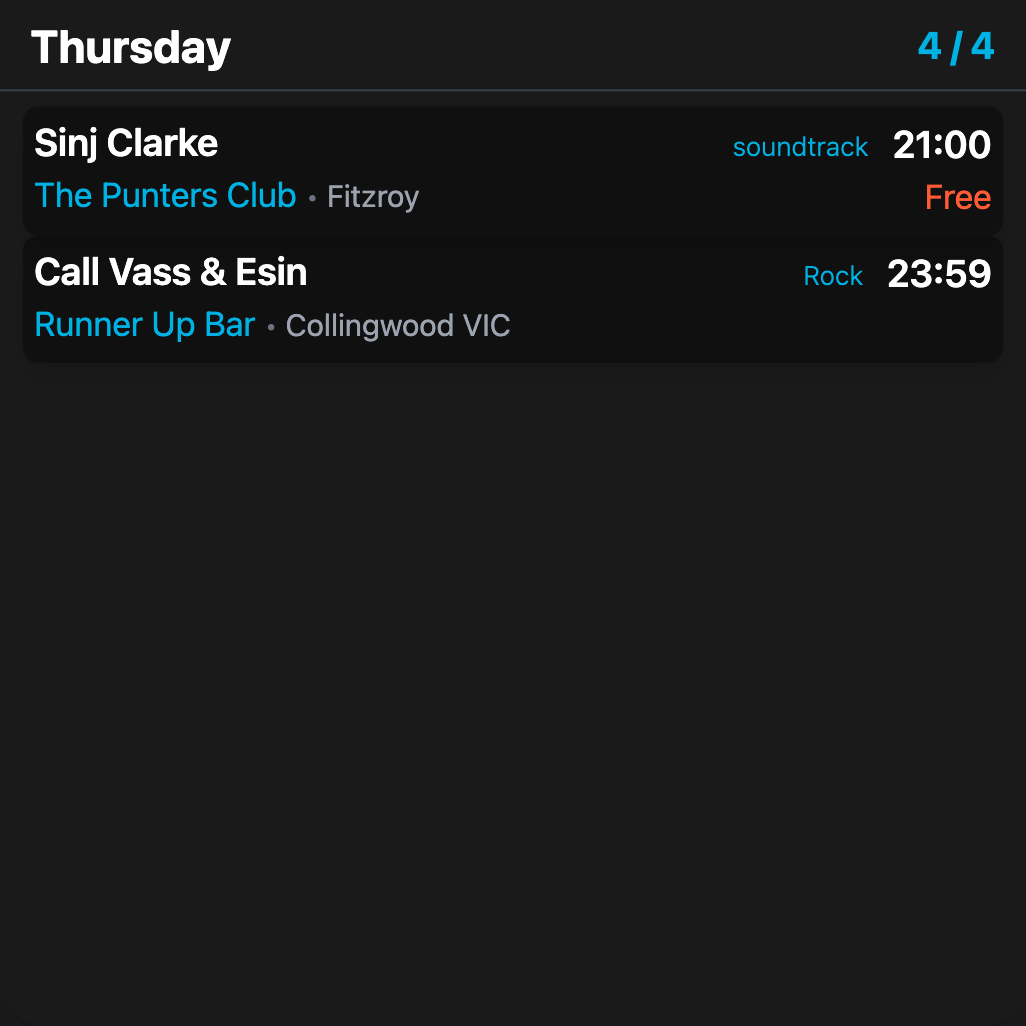 Thursday 4 / 4
Sinj Clarke soundtrack 21:00
The Punters Club • Fitzroy Free
Call Vass & Esin Rock 23:59
Runner Up Bar • Collingwood VIC